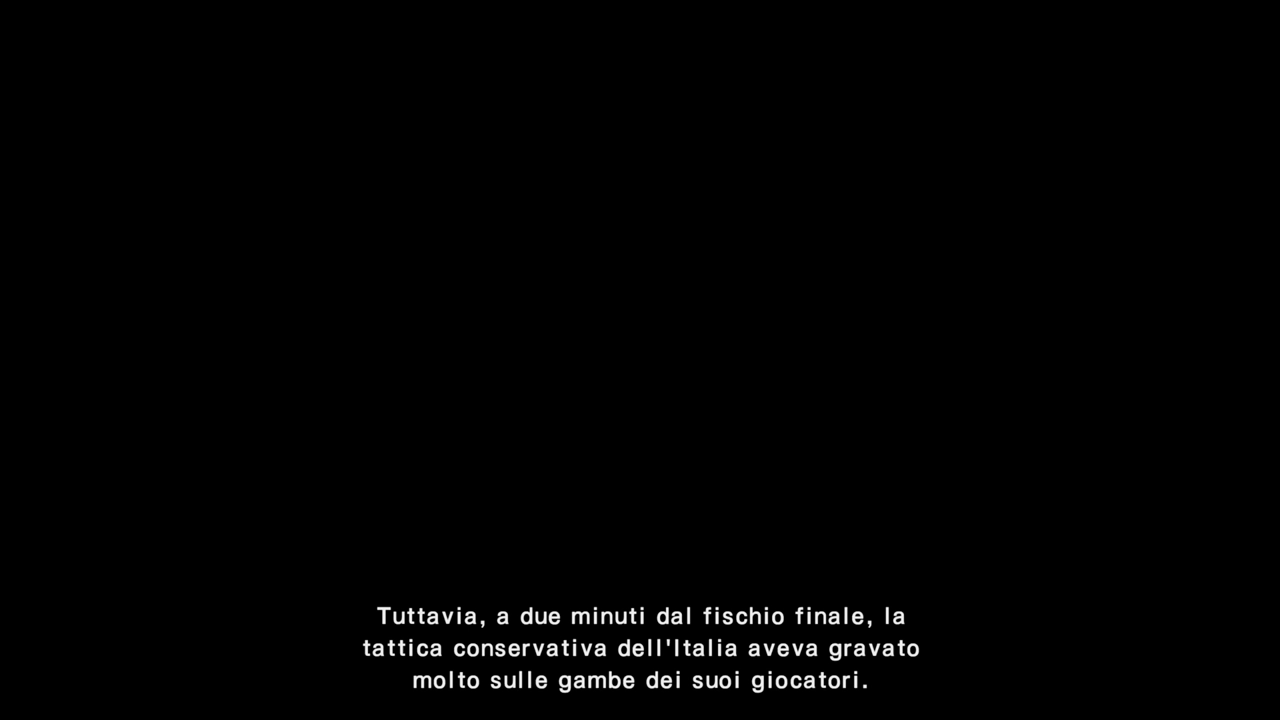 Tuttavia, a due minuti dal fischio finale, la
tattica conservativa dell'Italia aveva gravato
molto sulle gambe dei suoi giocatori.